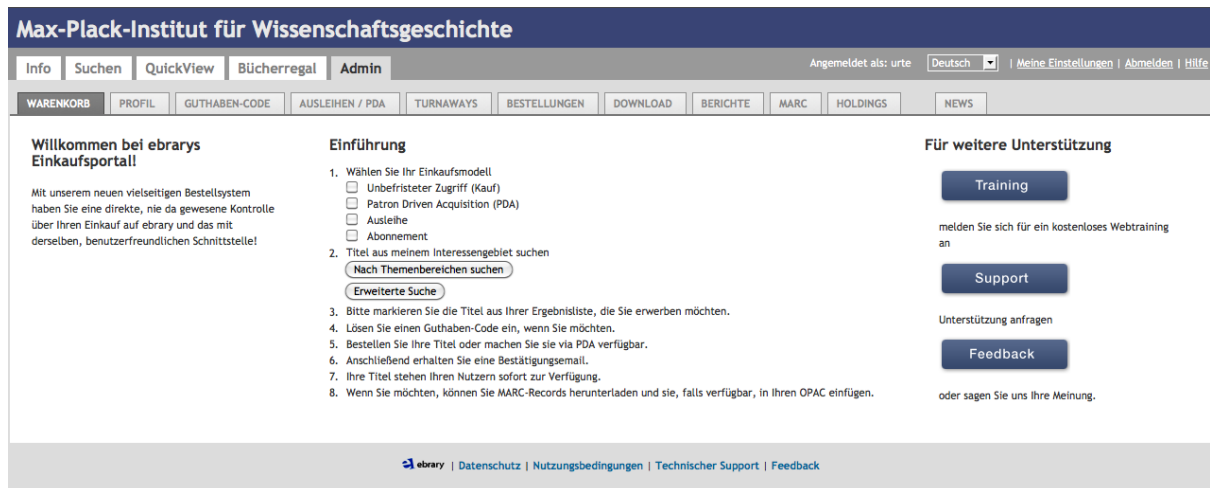 Max-Plack-Institut für Wissenschaftsgeschichte
Info Suchen QuickView Bücherregal Admin Angemeldet als: urte Deutsch | Meine Einstellungen | Abmelden | Hilfe
WARENKORB PROFIL GUTHABEN-CODE AUSLEIHEN / PDA TURNAWAYS BESTELLUNGEN DOWNLOAD BERICHTE MARC HOLDINGS NEWS
Willkommen bei ebrarys
Einkaufsportal!
Mit unserem neuen vielseitigen Bestellsystem
haben Sie eine direkte, nie da gewesene Kontrolle
über Ihren Einkauf auf ebrary und das mit
derselben, benutzerfreundlichen Schnittstelle!
Einführung
1. Wählen Sie Ihr Einkaufsmodell
Unbefristeter Zugriff (Kauf)
Patron Driven Acquisition (PDA)
Ausleihe
Abonnement
2. Titel aus meinem Interessengebiet suchen
Nach Themenbereichen suchen
Erweiterte Suche
3. Bitte markieren Sie die Titel aus Ihrer Ergebnisliste, die Sie erwerben möchten.
4. Lösen Sie einen Guthaben-Code ein, wenn Sie möchten.
5. Bestellen Sie Ihre Titel oder machen Sie sie via PDA verfügbar.
6. Anschließend erhalten Sie eine Bestätigungsemail.
7. Ihre Titel stehen Ihren Nutzern sofort zur Verfügung.
8. Wenn Sie möchten, können Sie MARC-Records herunterladen und sie, falls verfügbar, in Ihren OPAC einfügen.
Für weitere Unterstützung
Training
melden Sie sich für ein kostenloses Webtraining
an
Support
Unterstützung anfragen
Feedback
oder sagen Sie uns Ihre Meinung.
ebrary | Datenschutz | Nutzungsbedingungen | Technischer Support | Feedback